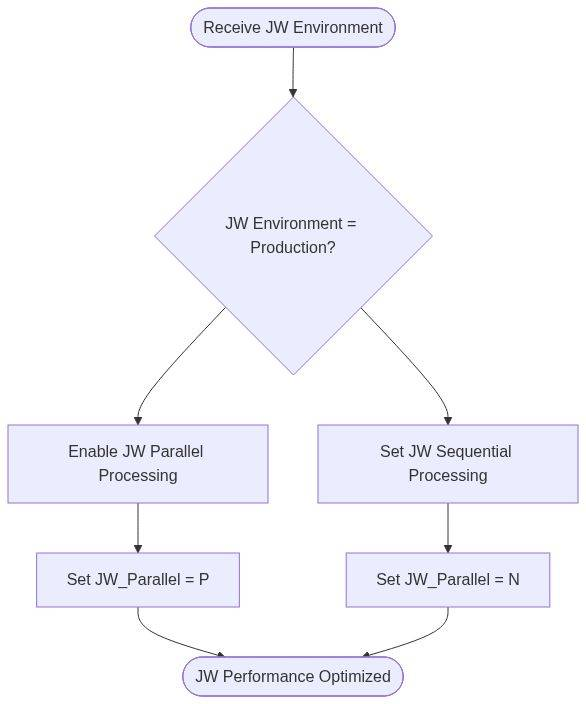 Receive JW Environment
JW Environment =
Production?
Enable JW Parallel
Processing
Set JW Sequential
Processing
Set JW_Parallel = P
Set JW_Parallel = N
JW Performance Optimized